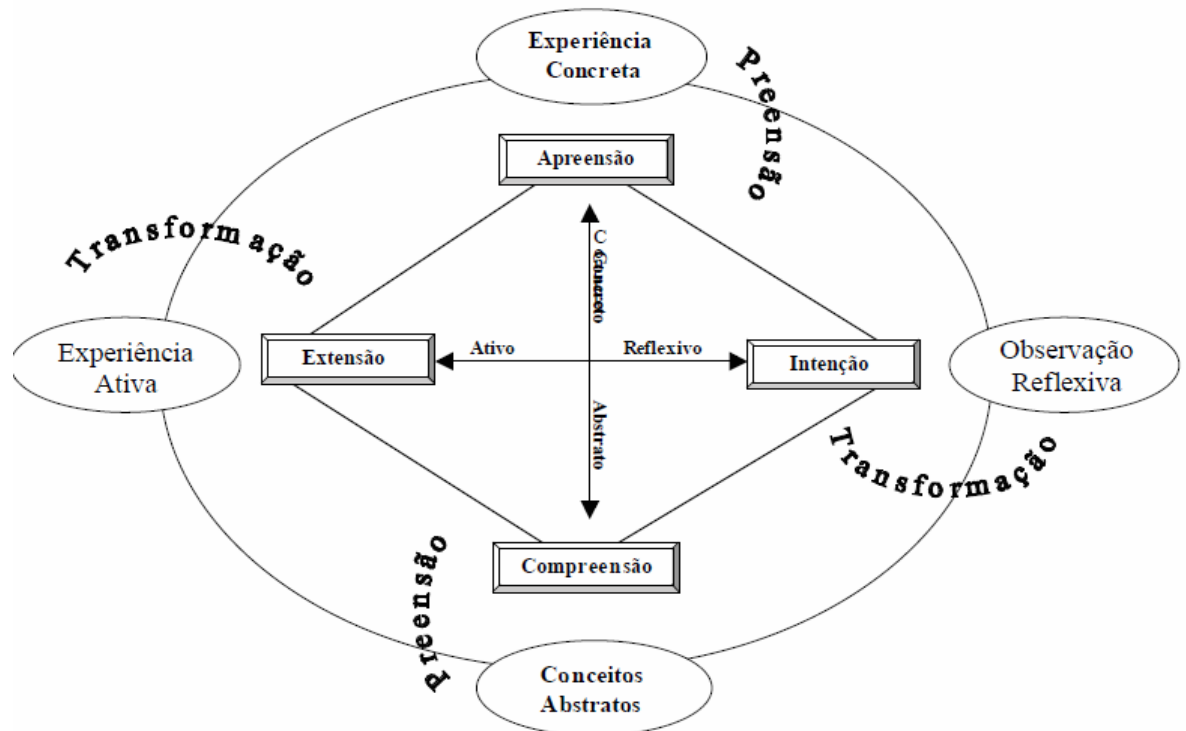 Experiência
Concreta
Preensão
Apreensão
Transformação
Concreto
Experiência
Ativa
Extensão
Ativo
Reflexivo
Intenção
Observação
Reflexiva
Abstrato
Transformação
Preensão
Compreensão
Conceitos
Abstratos